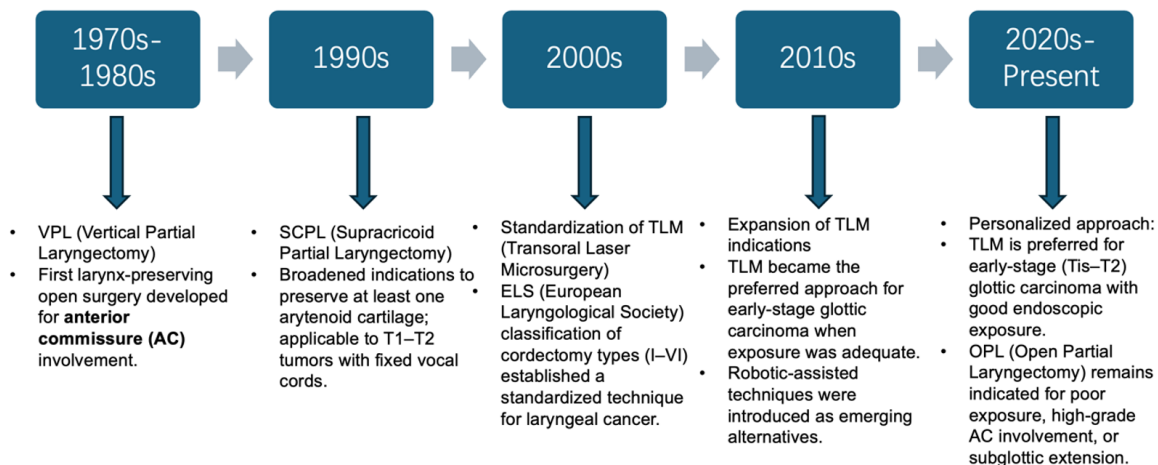 1970s-
1980s
1990s
2000s
2010s
2020s-
Present
• VPL (Vertical Partial
Laryngectomy)
• First larynx-preserving
open surgery developed
for anterior
commissure (AC)
involvement.
• SCPL (Supracricoid
Partial Laryngectomy)
• Broadened indications to
preserve at least one
arytenoid cartilage;
applicable to T1–T2
tumors with fixed vocal
cords.
• Standardization of TLM
(Transoral Laser
Microsurgery)
• ELS (European
Laryngological Society)
classification of
cordectomy types (I–VI)
established a
standardized technique
for laryngeal cancer.
• Expansion of TLM
indications
• TLM became the
preferred approach for
early-stage glottic
carcinoma when
exposure was adequate.
• Robotic-assisted
techniques were
introduced as emerging
alternatives.
• Personalized approach:
• TLM is preferred for
early-stage (Tis–T2)
glottic carcinoma with
good endoscopic
exposure.
• OPL (Open Partial
Laryngectomy) remains
indicated for poor
exposure, high-grade
AC involvement, or
subglottic extension.